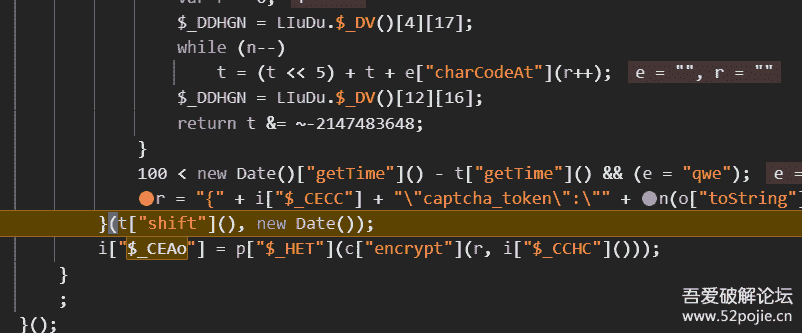 $_DDHGN = LIuDu.$_DV()[4][17];
while (n--)
t = (t << 5) + t + e["charCodeAt"](r++); e = "", r = ""
$_DDHGN = LIuDu.$_DV()[12][16];
return t &= ~-2147483648;
}
100 < new Date()["getTime"]() - t["getTime"]() && (e = "qwe"); e =
r = "{" + i["$_CECC"] + "\"captcha_token\":\"" + n(o["toString"]
}(t["shift"](), new Date());
i["$_CEAo"] = p["$_HET"](c["encrypt"](r, i["$_CCHC"]()));
}
;
}();
吾爱破解论坛
www.52pojie.cn